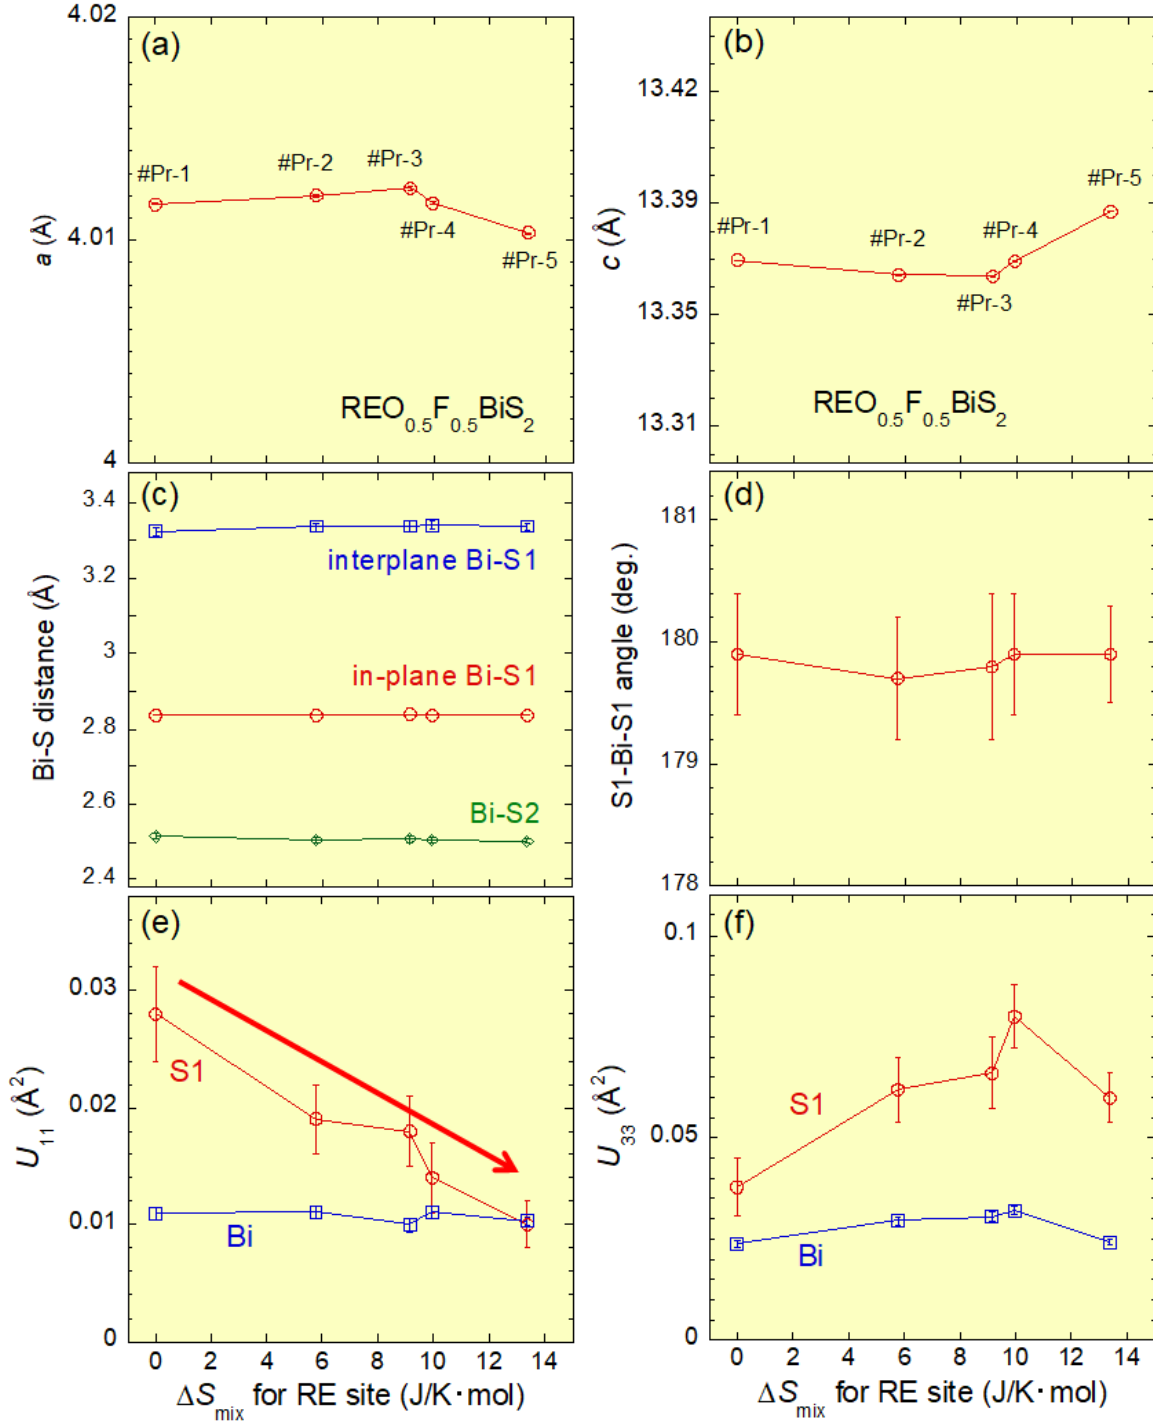 (a)
4.02
4.01
4
a (Å)
#Pr-1
#Pr-2
#Pr-3
#Pr-4
#Pr-5
REO0.5F0.5BiS2
(b)
13.42
13.39
13.35
13.31
c (Å)
#Pr-1
#Pr-2
#Pr-3
#Pr-4
#Pr-5
REO0.5F0.5BiS2
(c)
3.4
3.2
3
2.8
2.6
2.4
Bi-S distance (Å)
interplane Bi-S1
in-plane Bi-S1
Bi-S2
(d)
181
180
179
178
S1-Bi-S1 angle (deg.)
(e)
0.03
0.02
0.01
0
U11 (Å2)
S1
Bi
0 2 4 6 8 10 12 14
ΔSmix for RE site (J/K·mol)
(f)
0.1
0.05
0
U33 (Å2)
S1
Bi
0 2 4 6 8 10 12 14
ΔSmix for RE site (J/K·mol)